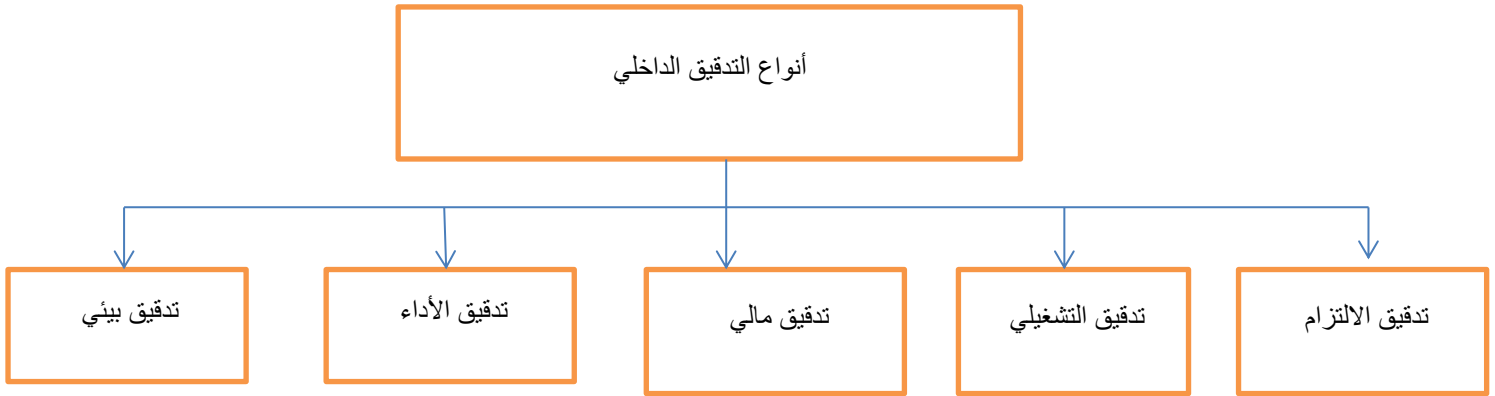 أنواع التدقيق الداخلي
تدقيق الالتزام
تدقيق التشغيلي
تدقيق مالي
تدقيق الأداء
تدقيق بيئي